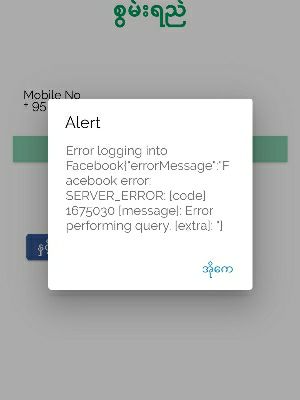 စွမ်းရည်
Mobile No
+ 95
Alert
Error logging into
Facebook{"errorMessage":"F
acebook error:
SERVER_ERROR: [code]
1675030 [message]: Error
performing query. [extra]: "}
အိုကေ